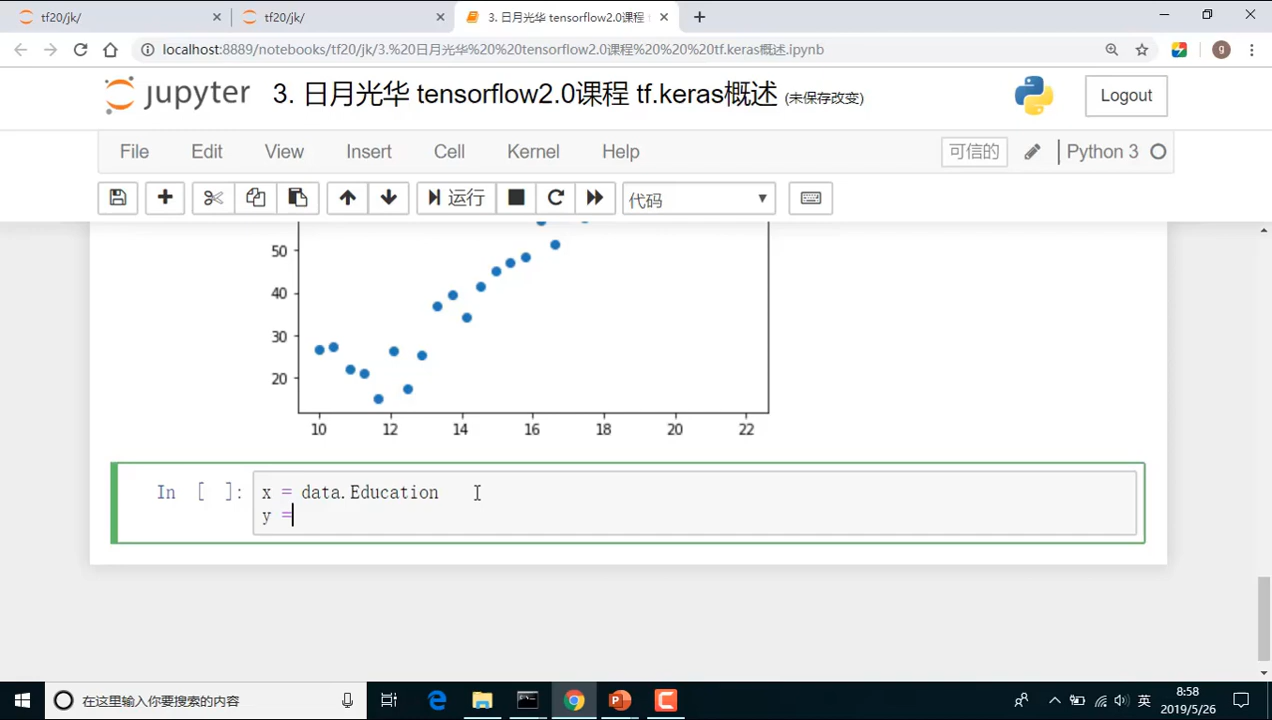 tf20/jk/
tf20/jk/
3. 日月光华 tensorflow2.0课程
localhost:8889/notebooks/tf20/jk/3.%20日月光华%20%20tensorflow2.0课程%20%20%20tf.keras概述.ipynb
g
jupyter
3. 日月光华 tensorflow2.0课程 tf.keras概述 (未保存改变)
Logout
File Edit View Insert Cell Kernel Help
可信的
Python 3
运行
代码
50
40
30
20
10 12 14 16 18 20 22
In [ ]:
x = data.Education
y =
在这里输入你要搜索的内容
英
8:58
2019/5/26